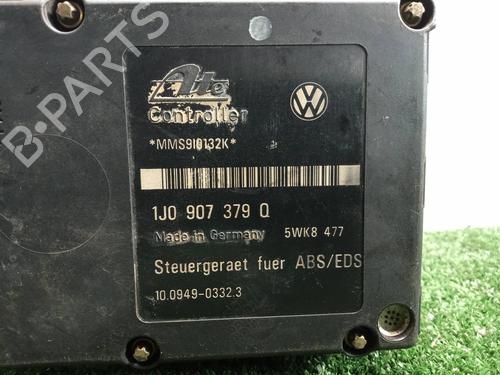 Ate
Controller
*MMS9I0132K*
1J0 907 379 Q
Made in Germany 5WK8 477
Steuergeraet fuer ABS/EDS
10.0949-0332.3
B-PARTS